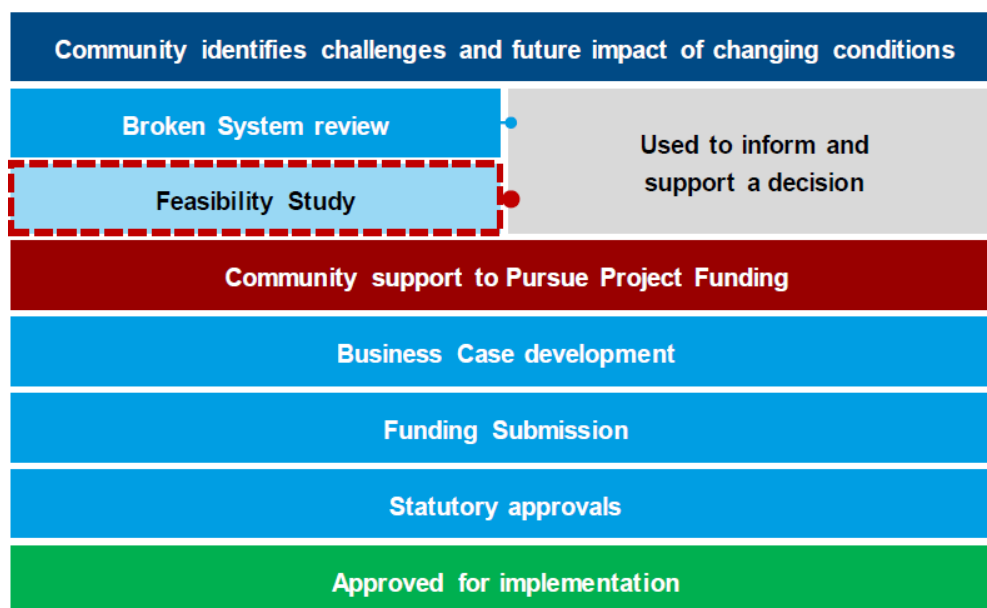 Community identifies challenges and future impact of changing conditions
Broken System review
Used to inform and
support a decision
Feasibility Study
Community support to Pursue Project Funding
Business Case development
Funding Submission
Statutory approvals
Approved for implementation